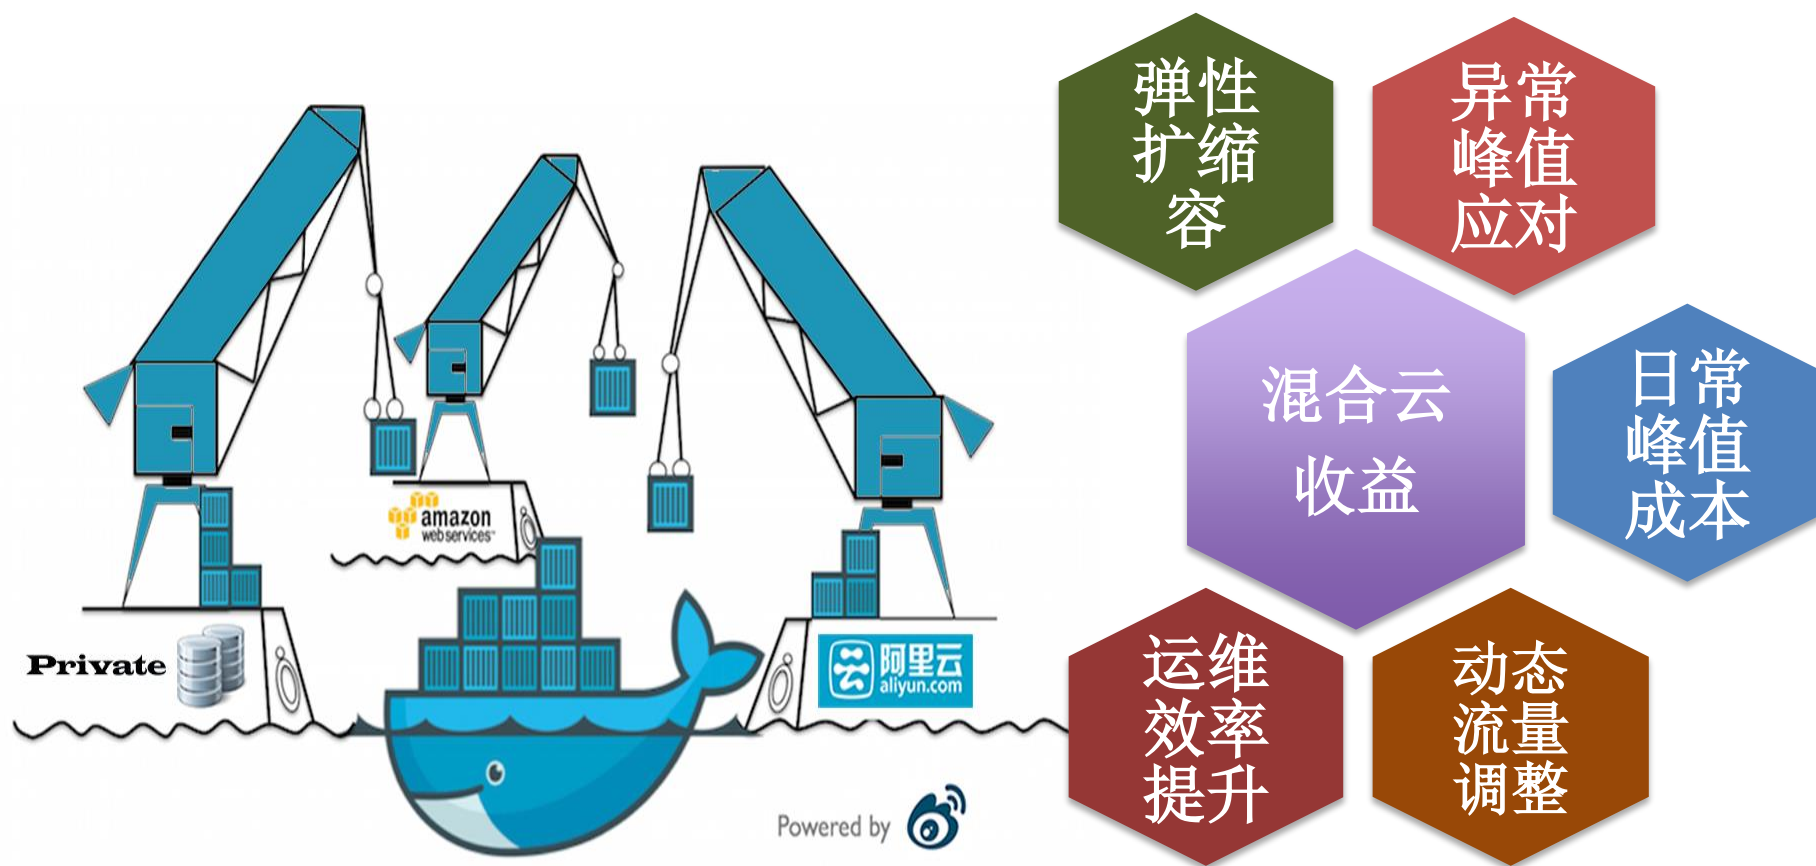 弹性
扩缩
容
异常
峰值
应对
混合云
收益
日常
峰值
成本
运维
效率
提升
动态
流量
调整
amazon
web services™
Private
阿里云
aliyun.com
Powered by